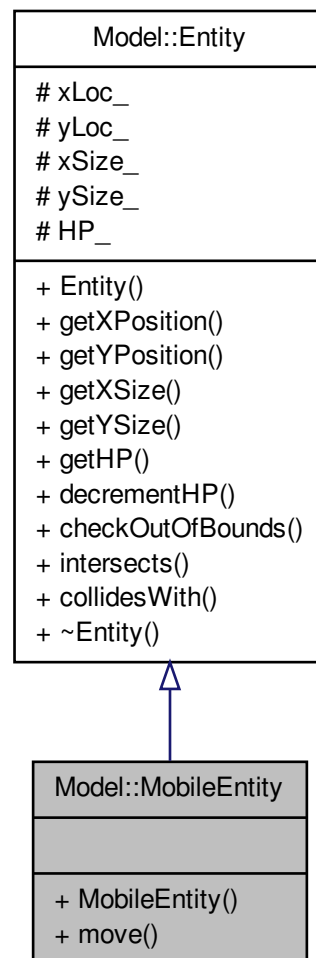 Model::Entity
# xLoc_
# yLoc_
# xSize_
# ySize_
# HP_
+ Entity()
+ getXPosition()
+ getYPosition()
+ getXSize()
+ getYSize()
+ getHP()
+ decrementHP()
+ checkOutOfBounds()
+ intersects()
+ collidesWith()
+ ~Entity()
Model::MobileEntity
+ MobileEntity()
+ move()